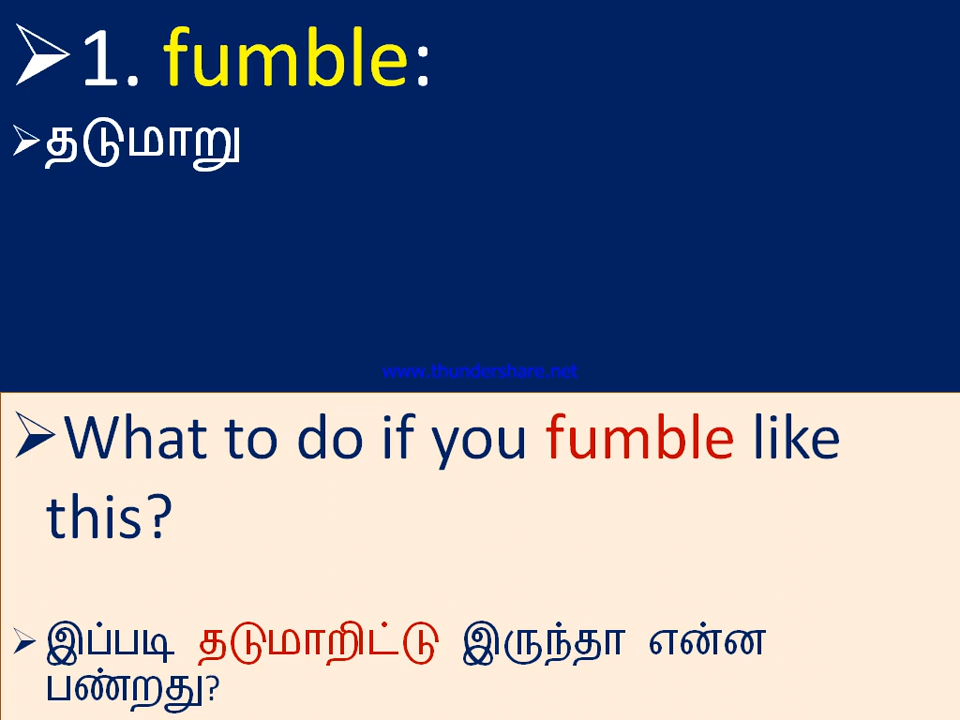 ➢1. fumble:
➢தடுமாறு
www.thundershare.net
➢What to do if you fumble like
this?
➢இப்படி தடுமாறிட்டு இருந்தா என்ன
பண்றது?